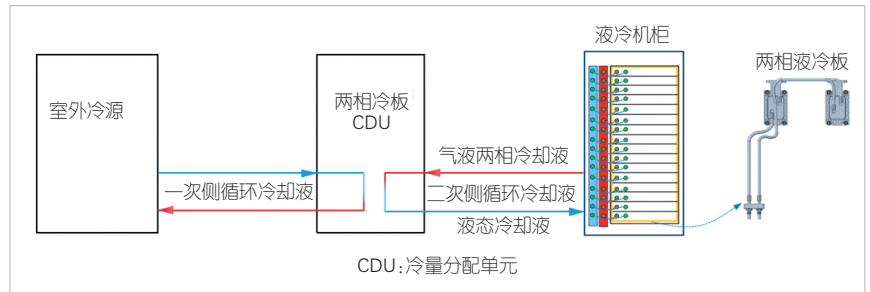 液冷机柜
两相液冷板
室外冷源
两相冷板
CDU
气液两相冷却液
一次侧循环冷却液
二次侧循环冷却液
液态冷却液
CDU:冷量分配单元